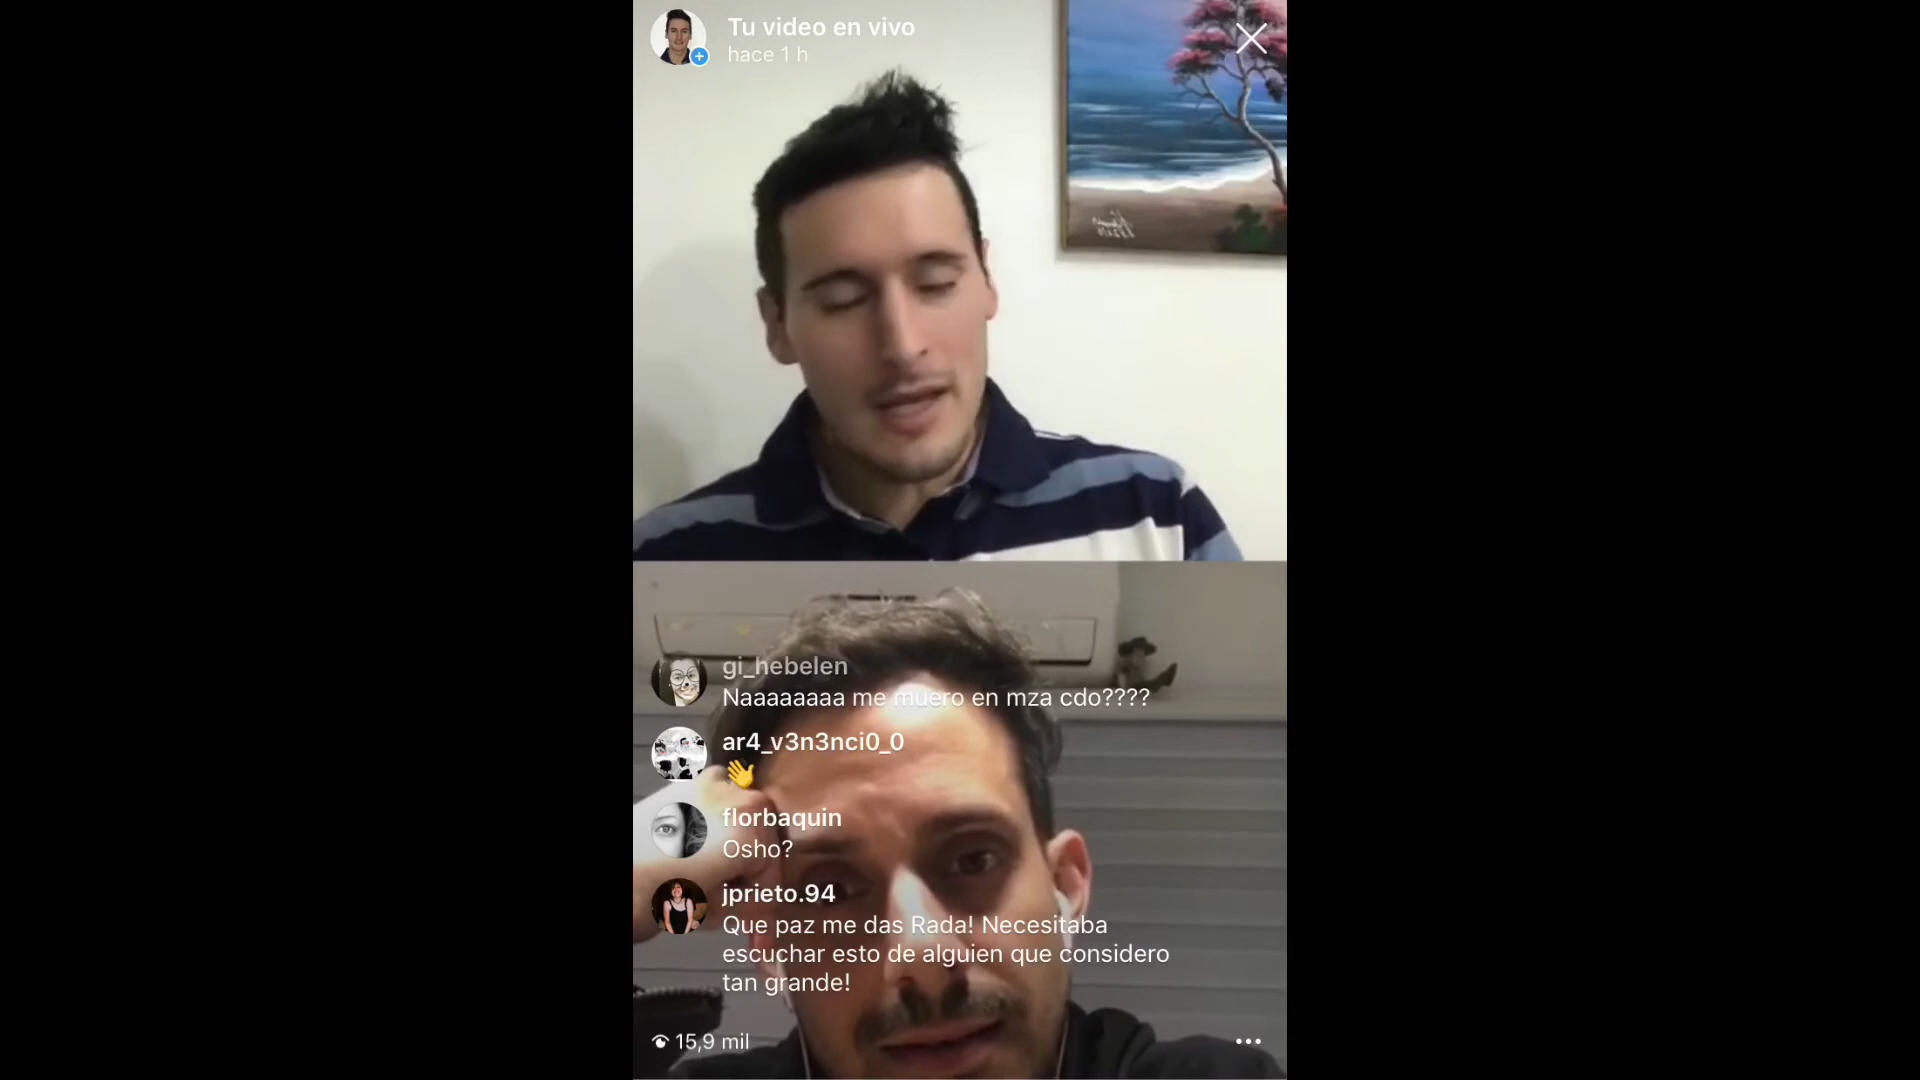 Tu video en vivo
hace 1 h
gi_hebelen
Naaaaaaaa me muero en mza cdo????
ar4_v3n3nci0_0
👋
florbaquin
Osho?
jprieto.94
Que paz me das Rada! Necesitaba
escuchar esto de alguien que considero
tan grande!
15,9 mil